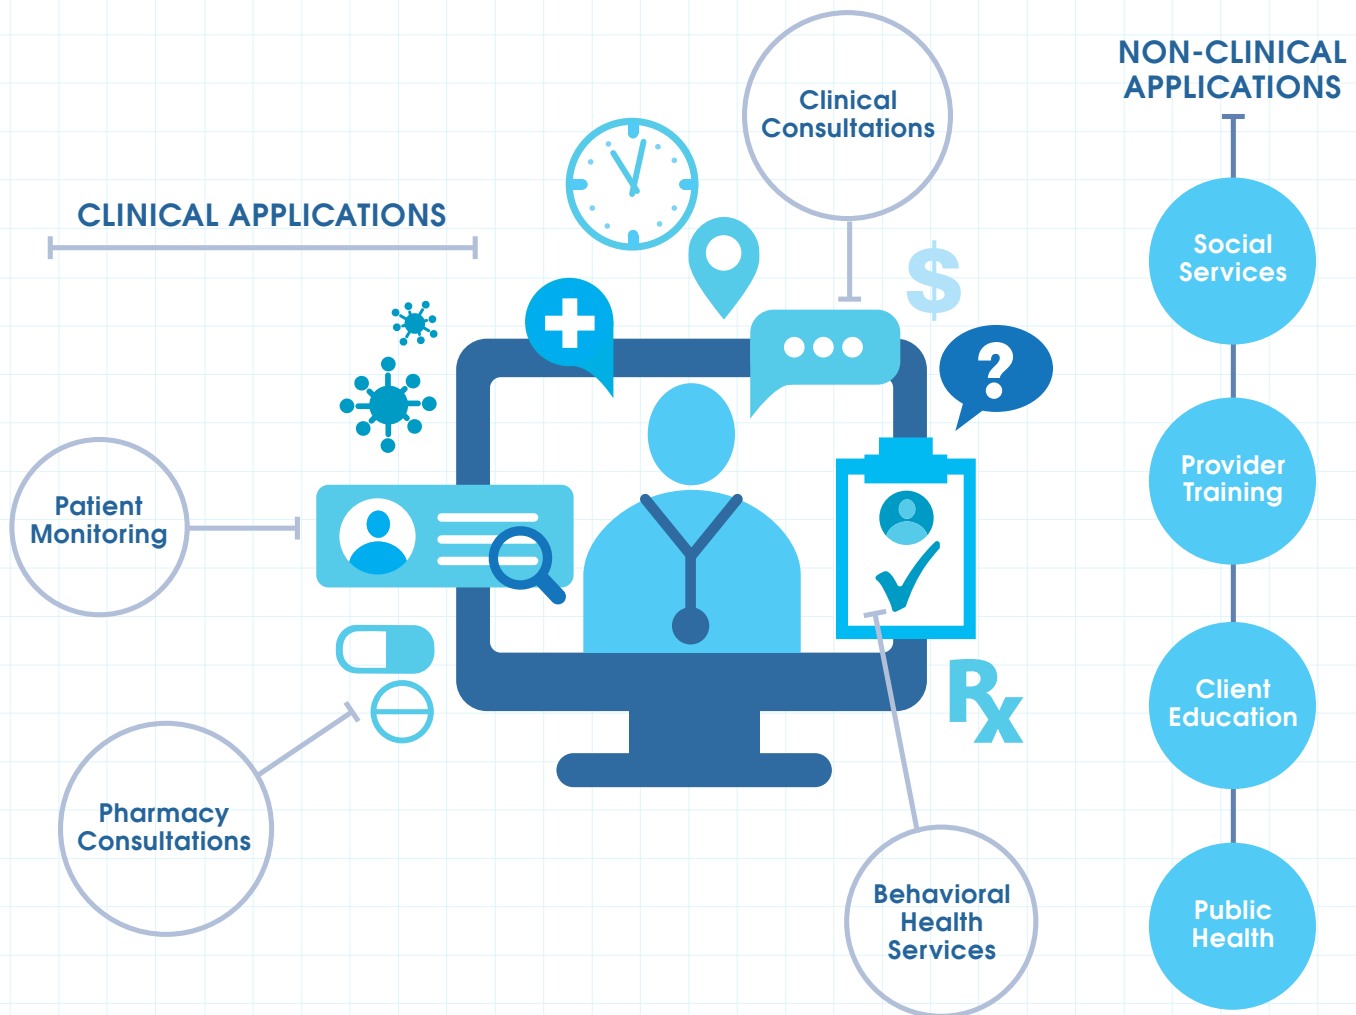 CLINICAL APPLICATIONS
Clinical
Consultations
$
?
Patient
Monitoring
Pharmacy
Consultations
Rx
Behavioral
Health
Services
NON-CLINICAL
APPLICATIONS
Social
Services
Provider
Training
Client
Education
Public
Health